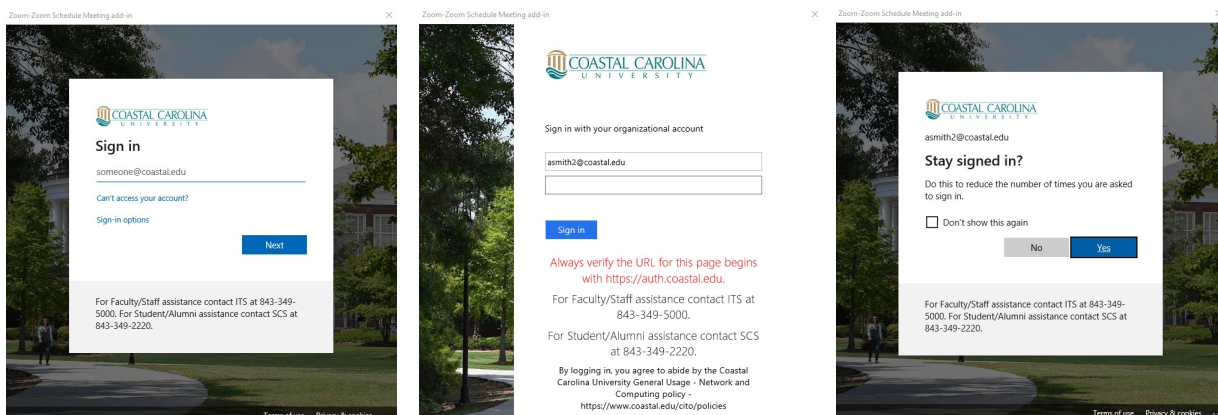 Zoom-Zoom Schedule Meeting add-in
COASTAL CAROLINA
UNIVERSITY
Sign in
someone@coastal.edu
Can't access your account?
Sign-in options
Next
For Faculty/Staff assistance contact ITS at 843-349-
5000. For Student/Alumni assistance contact SCS at
843-349-2220.
Terms of use Privacy & cookies
Zoom-Zoom Schedule Meeting add-in
COASTAL CAROLINA
UNIVERSITY
Sign in with your organizational account
asmith2@coastal.edu
Sign in
Always verify the URL for this page begins
with https://auth.coastal.edu.
For Faculty/Staff assistance contact ITS at
843-349-5000.
For Student/Alumni assistance contact SCS
at 843-349-2220.
By logging in, you agree to abide by the Coastal
Carolina University General Usage - Network and
Computing policy -
https://www.coastal.edu/cito/policies
Zoom-Zoom Schedule Meeting add-in
COASTAL CAROLINA
UNIVERSITY
asmith2@coastal.edu
Stay signed in?
Do this to reduce the number of times you are asked
to sign in.
Don't show this again
No Yes
For Faculty/Staff assistance contact ITS at 843-349-
5000. For Student/Alumni assistance contact SCS at
843-349-2220.
Terms of use Privacy & cookies